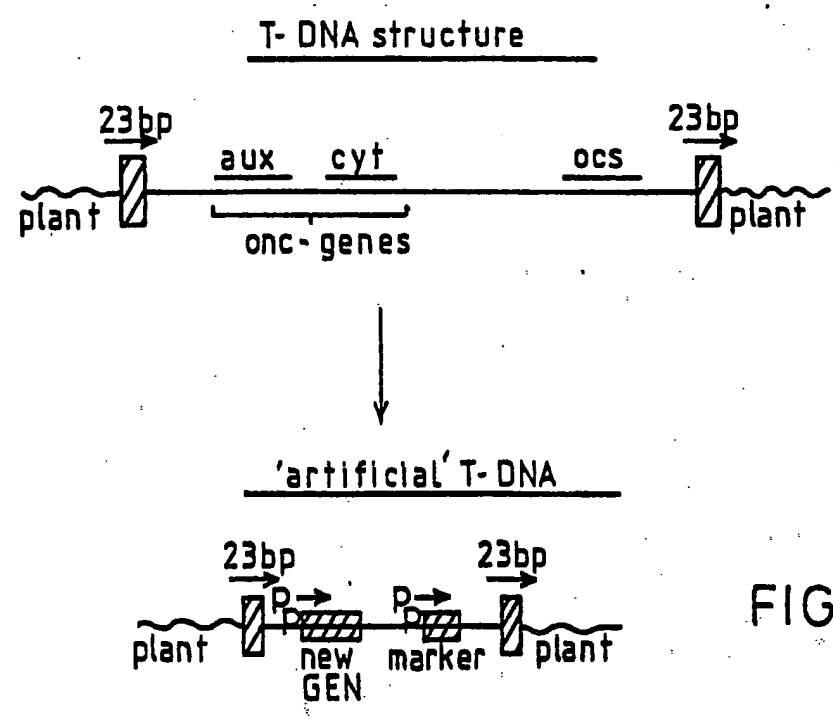 T-DNA structure
23bp
23bp
aux
cyt
ocs
plant
plant
onc-genes
'artificial' T-DNA
23bp
23bp
P
P
P
P
plant
new
GEN
marker
plant
FIG